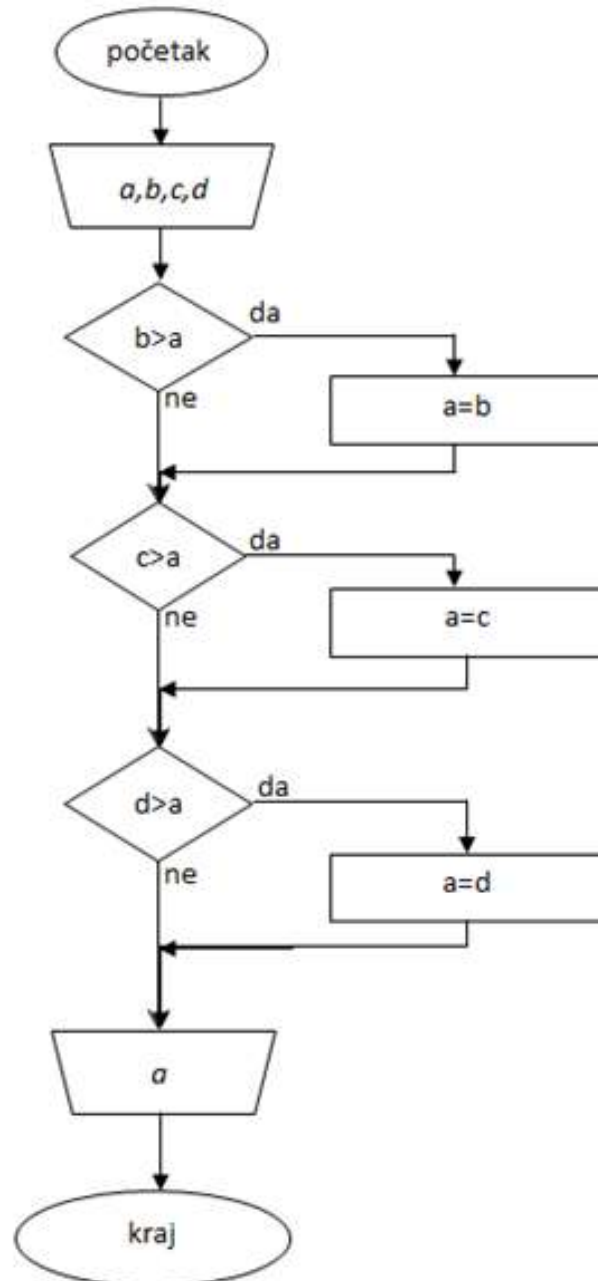 početak
a,b,c,d
b>a
da
ne
a=b
c>a
da
ne
a=c
d>a
da
ne
a=d
a
kraj